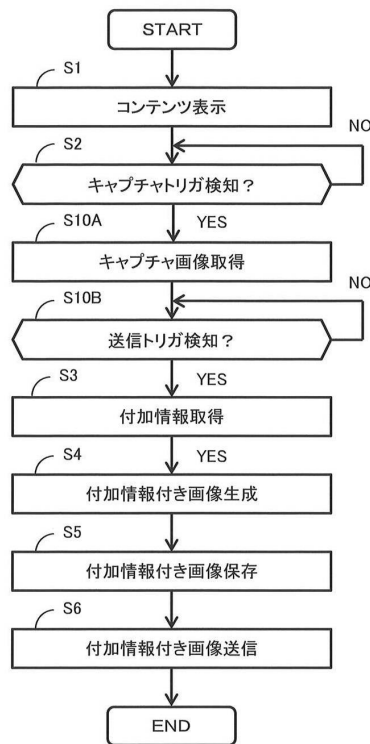 START
S1
コンテンツ表示
NO
S2
キャプチャトリガ検知？
S10A
YES
キャプチャ画像取得
NO
S10B
送信トリガ検知？
S3
YES
付加情報取得
S4
YES
付加情報付き画像生成
S5
付加情報付き画像保存
S6
付加情報付き画像送信
END